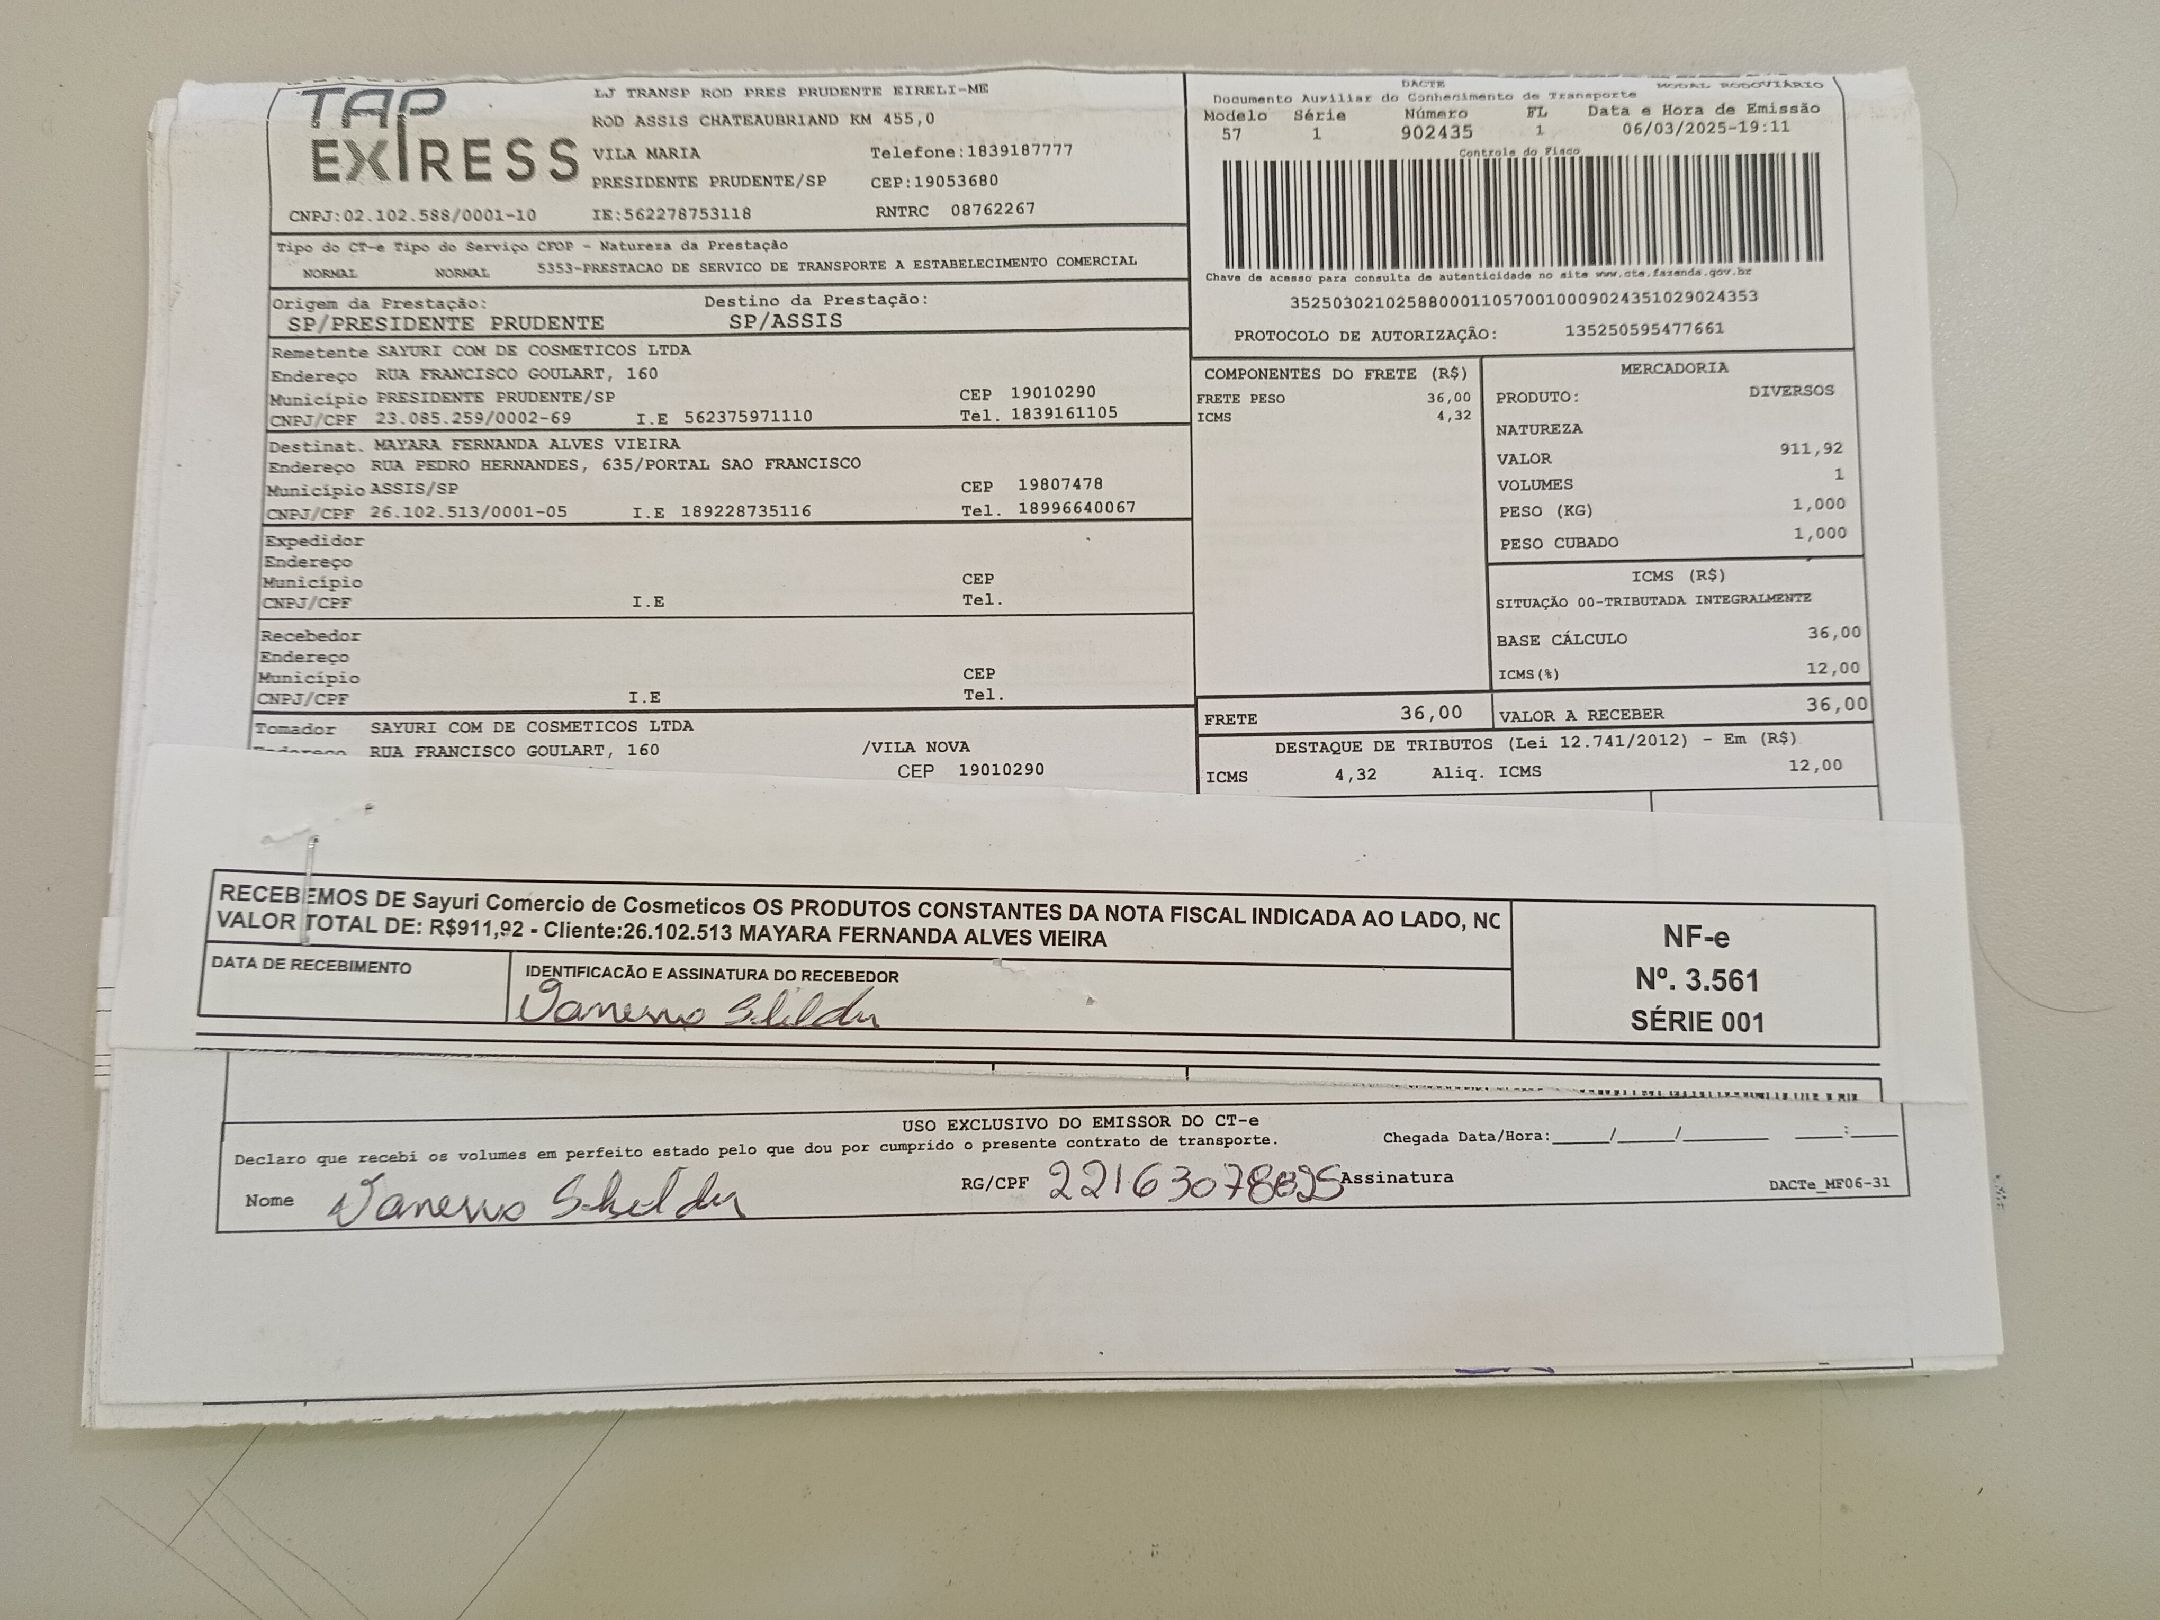 TAP
EXPRESS
LJ TRANSP ROD PRES PRUDENTE EIRELI-ME
ROD ASSIS CHATEAUBRIAND KM 455,0
VILA MARIA Telefone:1839187777
PRESIDENTE PRUDENTE/SP CEP:19053680
CNPJ:02.102.588/0001-10 IE:562278753118 RNTRC 08762267
DACTE MODAL RODOVIÁRIO
Documento Auxiliar do Conhecimento de Transporte
Modelo Série Número FL Data e Hora de Emissão
57 1 902435 1 06/03/2025-19:11
Controle do Fisco
Chave de acesso para consulta de autenticidade no site www.cte.fazenda.gov.br
35250302102588000110570010009024351029024353
PROTOCOLO DE AUTORIZAÇÃO: 135250595477661
Tipo do CT-e Tipo do Serviço CFOP - Natureza da Prestação
NORMAL NORMAL 5353-PRESTACAO DE SERVICO DE TRANSPORTE A ESTABELECIMENTO COMERCIAL
Origem da Prestação: Destino da Prestação:
SP/PRESIDENTE PRUDENTE SP/ASSIS
Remetente SAYURI COM DE COSMETICOS LTDA
Endereço RUA FRANCISCO GOULART, 160
Município PRESIDENTE PRUDENTE/SP CEP 19010290
CNPJ/CPF 23.085.259/0002-69 I.E 562375971110 Tel. 1839161105
Destinat. MAYARA FERNANDA ALVES VIEIRA
Endereço RUA PEDRO HERNANDES, 635/PORTAL SAO FRANCISCO
Município ASSIS/SP CEP 19807478
CNPJ/CPF 26.102.513/0001-05 I.E 189228735116 Tel. 18996640067
Expedidor
Endereço
Município CEP
CNPJ/CPF I.E Tel.
Recebedor
Endereço
Município CEP
CNPJ/CPF I.E Tel.
Tomador SAYURI COM DE COSMETICOS LTDA
Endereço RUA FRANCISCO GOULART, 160 /VILA NOVA
CEP 19010290
COMPONENTES DO FRETE (R$)
FRETE PESO 36,00
ICMS 4,32
MERCADORIA
PRODUTO: DIVERSOS
NATUREZA
VALOR 911,92
VOLUMES 1
PESO (KG) 1,000
PESO CUBADO 1,000
ICMS (R$)
SITUAÇÃO 00-TRIBUTADA INTEGRALMENTE
BASE CÁLCULO 36,00
ICMS(%) 12,00
FRETE 36,00 VALOR A RECEBER 36,00
DESTAQUE DE TRIBUTOS (Lei 12.741/2012) - Em (R$)
ICMS 4,32 Aliq. ICMS 12,00
RECEBEMOS DE Sayuri Comercio de Cosmeticos OS PRODUTOS CONSTANTES DA NOTA FISCAL INDICADA AO LADO, NO
VALOR TOTAL DE: R$911,92 - Cliente:26.102.513 MAYARA FERNANDA ALVES VIEIRA
DATA DE RECEBIMENTO IDENTIFICACÃO E ASSINATURA DO RECEBEDOR
NF-e
Nº. 3.561
SÉRIE 001
USO EXCLUSIVO DO EMISSOR DO CT-e
Declaro que recebi os volumes em perfeito estado pelo que dou por cumprido o presente contrato de transporte. Chegada Data/Hora:____/____/______ ___:___
Nome Vanessa RG/CPF Assinatura DACTe_MF06-31